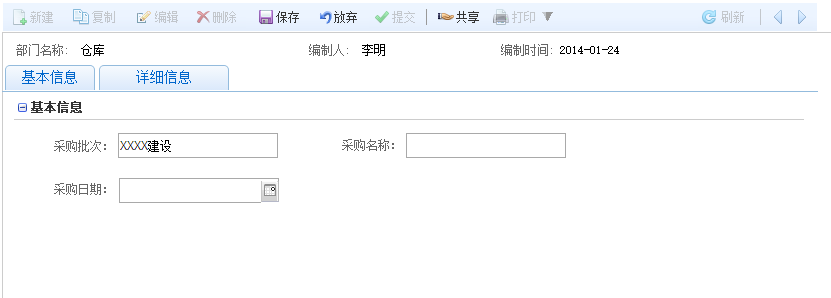 新建 复制 编辑 删除 保存 放弃 提交 共享 打印 刷新
部门名称: 仓库 编制人: 李明 编制时间: 2014-01-24
基本信息 详细信息
基本信息
采购批次: XXXX建设 采购名称:
采购日期: